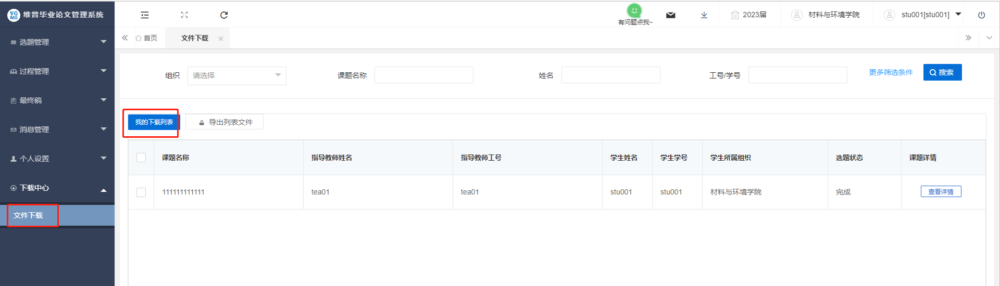 VG
MS
维普毕业论文管理系统
有问题点我~
2023届
材料与环境学院
stu001[stu001]
首页
文件下载
选题管理
过程管理
最终稿
消息管理
个人设置
下载中心
文件下载
组织
请选择
课题名称
姓名
工号/学号
更多筛选条件
搜索
我的下载列表
导出列表文件
课题名称 指导教师姓名 指导教师工号 学生姓名 学生学号 学生所属组织 选题状态 课题详情
111111111111 tea01 tea01 stu001 stu001 材料与环境学院 完成 查看详情